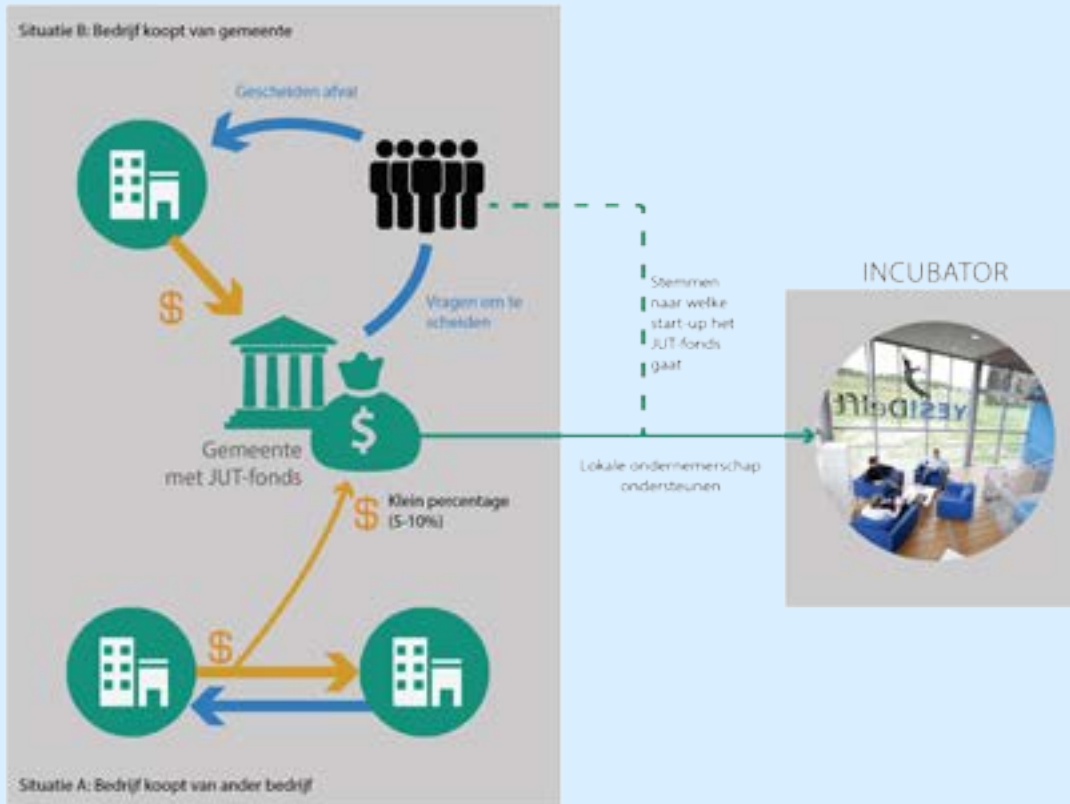 Situatie B: Bedrijf koopt van gemeente
Gescheiden afval
$
Vragen om te
scheiden
$
Gemeente
met JUT-fonds
$ Klein percentage
(5-10%)
$
Situatie A: Bedrijf koopt van ander bedrijf
Stemmen
naar welke
start-up het
JUT-fonds
gaat
Lokale ondernemerschap
ondersteunen
INCUBATOR
YES!Delft